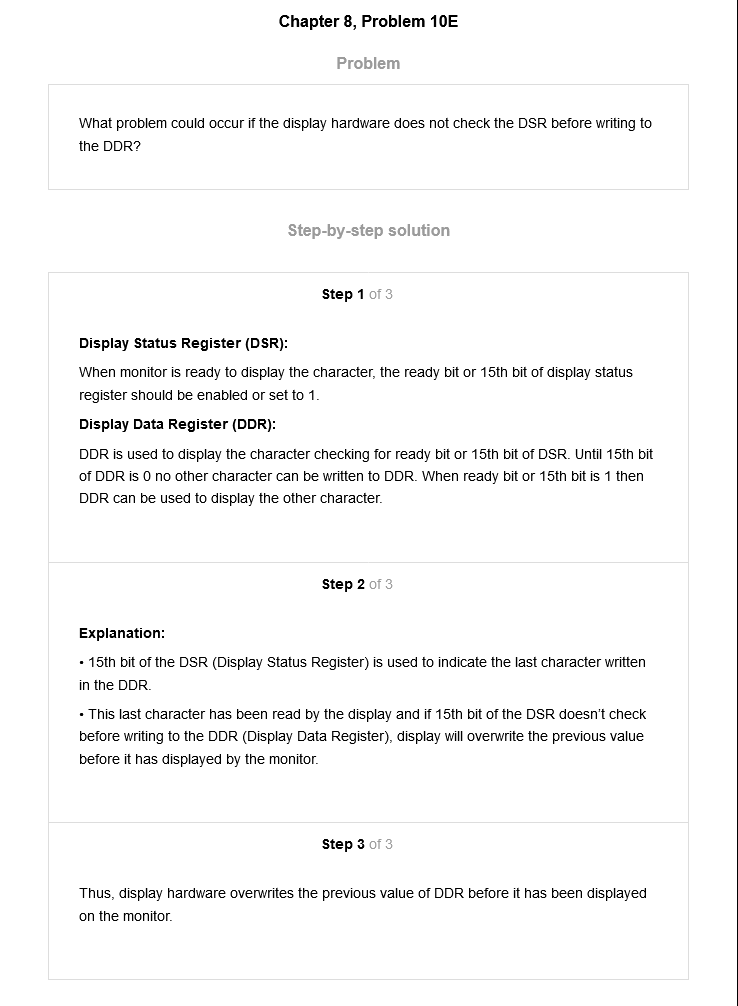 Chapter 8, Problem 10E
Problem
What problem could occur if the display hardware does not check the DSR before writing to
the DDR?
Step-by-step solution
Step 1 of 3
Display Status Register (DSR):
When monitor is ready to display the character, the ready bit or 15th bit of display status
register should be enabled or set to 1.
Display Data Register (DDR):
DDR is used to display the character checking for ready bit or 15th bit of DSR. Until 15th bit
of DDR is 0 no other character can be written to DDR. When ready bit or 15th bit is 1 then
DDR can be used to display the other character.
Step 2 of 3
Explanation:
• 15th bit of the DSR (Display Status Register) is used to indicate the last character written
in the DDR.
• This last character has been read by the display and if 15th bit of the DSR doesn't check
before writing to the DDR (Display Data Register), display will overwrite the previous value
before it has displayed by the monitor.
Step 3 of 3
Thus, display hardware overwrites the previous value of DDR before it has been displayed
on the monitor.